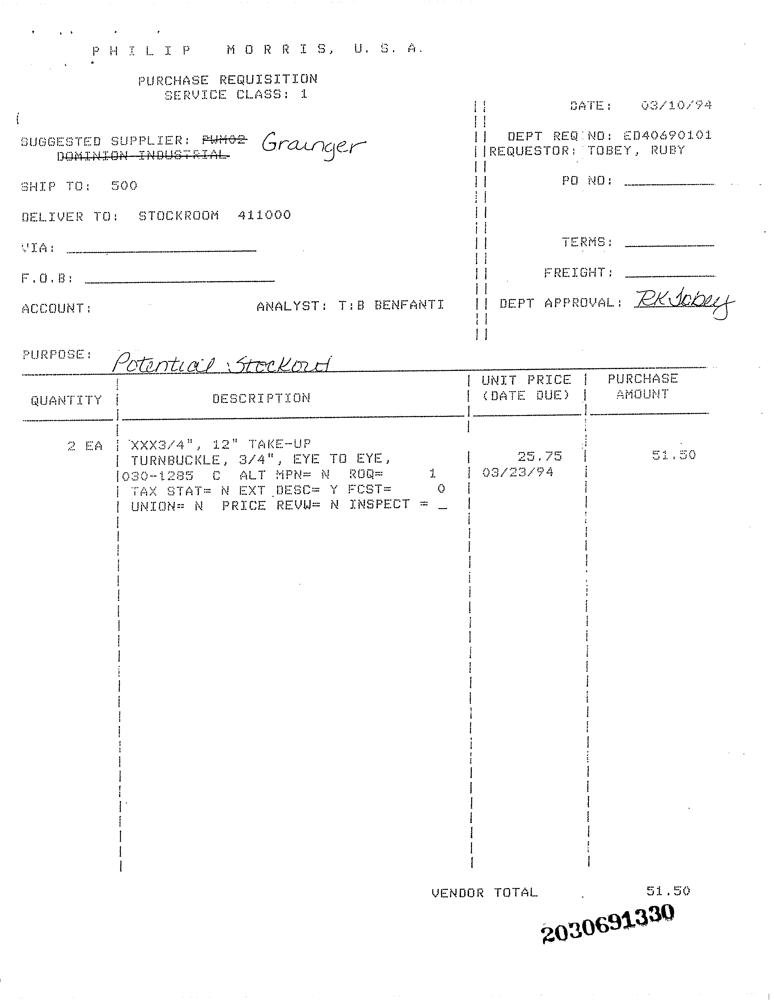 PHILIP MORRIS, U. S. A.
PURCHASE REQUISITION
SERVICE CLASS: 1
DATE: 03/10/94
SUGGESTED SUPPLIER: PWM02 Grainger
DOMINION INDUSTRIAL
DEPT REQ NO: ED40690101
REQUESTOR: TOBEY, RUBY
SHIP TO: 500
PO NO:
DELIVER TO: STOCKROOM 411000
VIA:
TERMS:
F.O.B:
FREIGHT:
ACCOUNT: ANALYST: T:B BENFANTI
DEPT APPROVAL: RK Tobey
PURPOSE: Potential Stockout
QUANTITY DESCRIPTION UNIT PRICE (DATE DUE) PURCHASE AMOUNT
2 EA XXX3/4", 12" TAKE-UP
TURNBUCKLE, 3/4", EYE TO EYE, 25.75 51.50
030-1285 C ALT MPN= N ROQ= 1 03/23/94
TAX STAT= N EXT DESC= Y FCST= 0
UNION= N PRICE REVW= N INSPECT = _
VENDOR TOTAL 51.50
2030691330